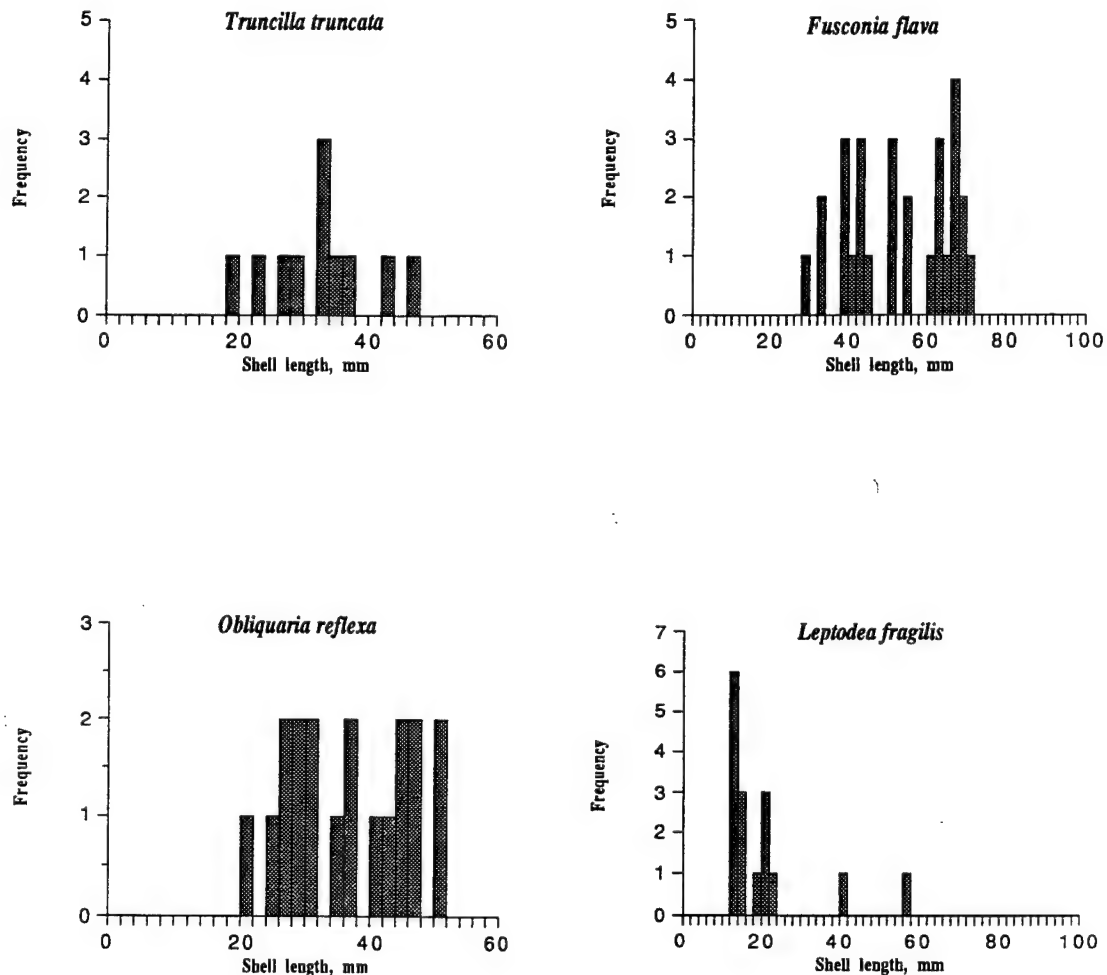 Truncilla truncata
5
4
3
2
1
0
Frequency
0 20 40 60
Shell length, mm
Fusconia flava
5
4
3
2
1
0
Frequency
0 20 40 60 80 100
Shell length, mm
Obliquaria reflexa
3
2
1
0
Frequency
0 20 40 60
Shell length, mm
Leptodea fragilis
7
6
5
4
3
2
1
0
Frequency
0 20 40 60 80 100
Shell length, mm